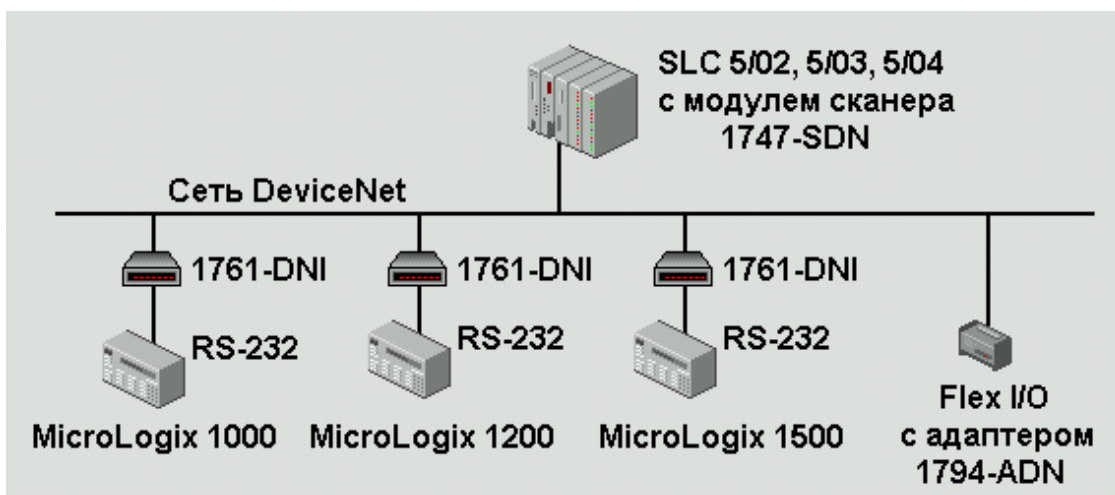 SLC 5/02, 5/03, 5/04
с модулем сканера
1747-SDN
Сеть DeviceNet
1761-DNI
1761-DNI
1761-DNI
RS-232
RS-232
RS-232
MicroLogix 1000
MicroLogix 1200
MicroLogix 1500
Flex I/O
с адаптером
1794-ADN